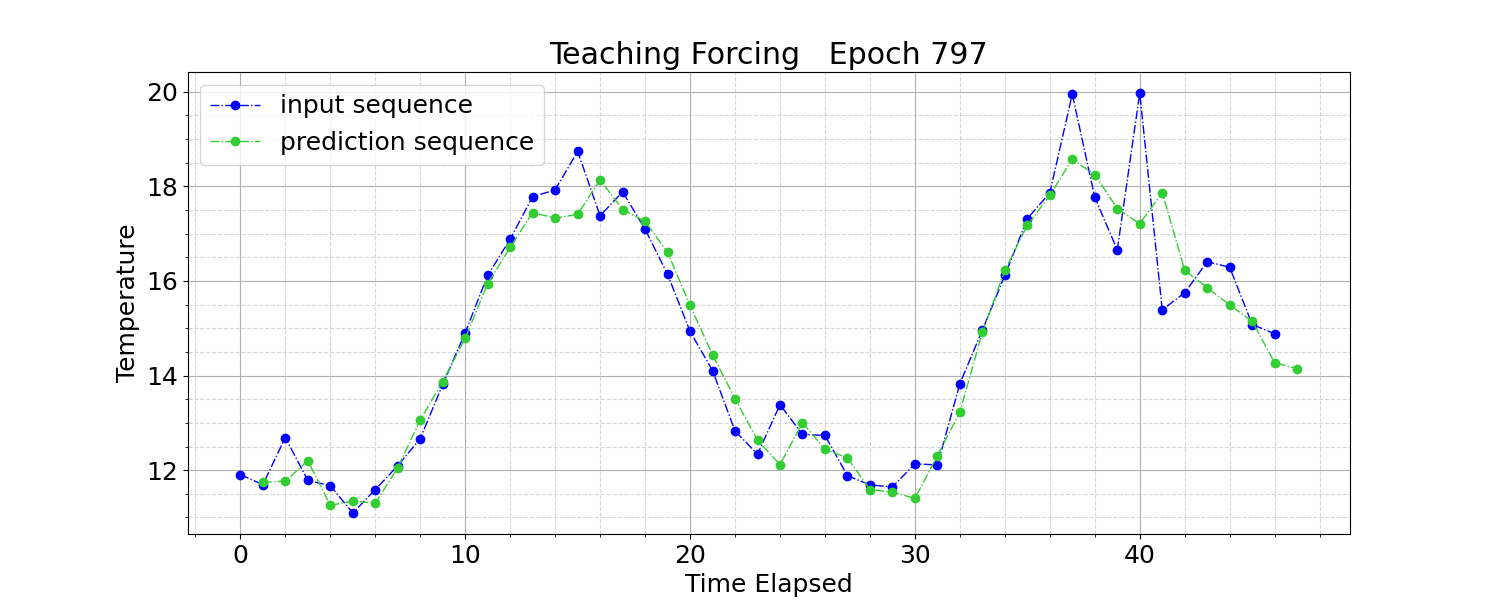 Teaching Forcing   Epoch 797
input sequence
prediction sequence
Temperature
20
18
16
14
12
0 10 20 30 40
Time Elapsed